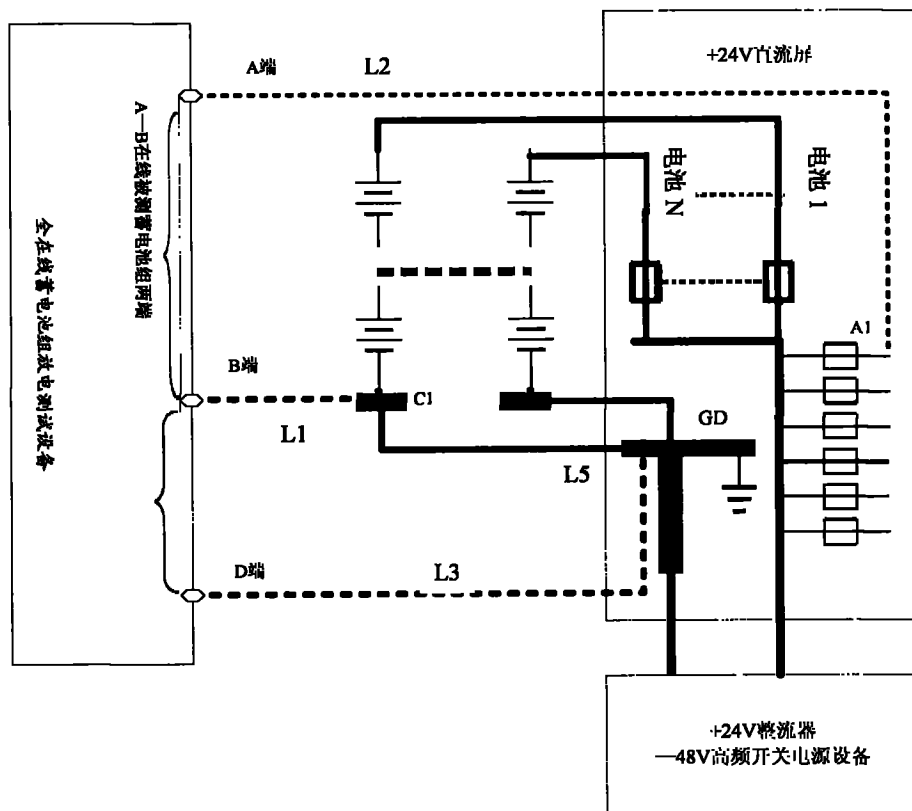 +24V直流屏
A端
L2
A—B在线被测蓄电池组两端
全在线蓄电池组放电测试设备
电池 N
电池 1
A1
B端
C1
L1
GD
L5
D端
L3
+24V整流器
—48V高频开关电源设备